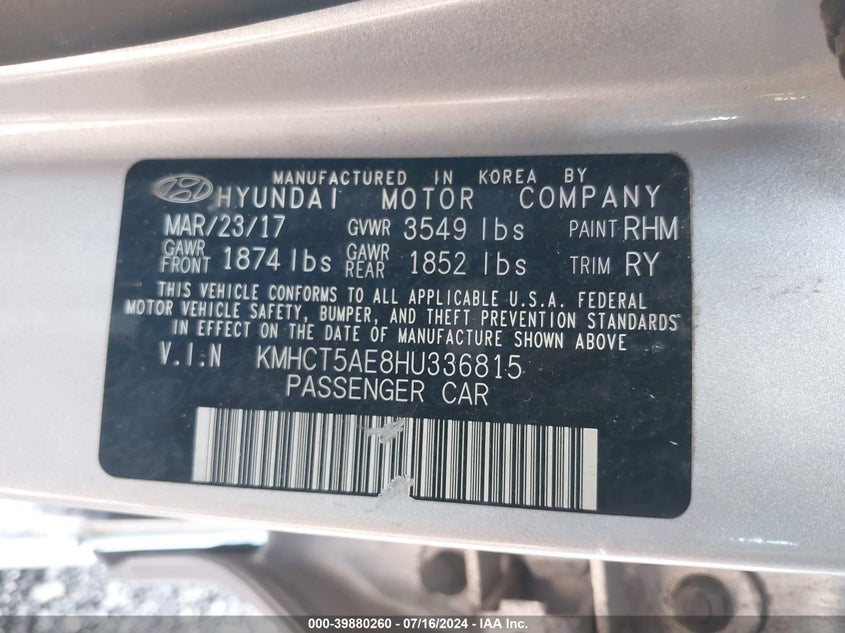 MANUFACTURED IN KOREA BY
HYUNDAI MOTOR COMPANY
MAR/23/17 GVWR 3549 lbs PAINT RHM
GAWR FRONT 1874 lbs GAWR REAR 1852 lbs TRIM RY
THIS VEHICLE CONFORMS TO ALL APPLICABLE U.S.A. FEDERAL
MOTOR VEHICLE SAFETY, BUMPER, AND THEFT PREVENTION STANDARDS
IN EFFECT ON THE DATE OF MANUFACTURE SHOWN ABOVE
V.I.N KMHCT5AE8HU336815
PASSENGER CAR
000-39880260 - 07/16/2024 - IAA Inc.